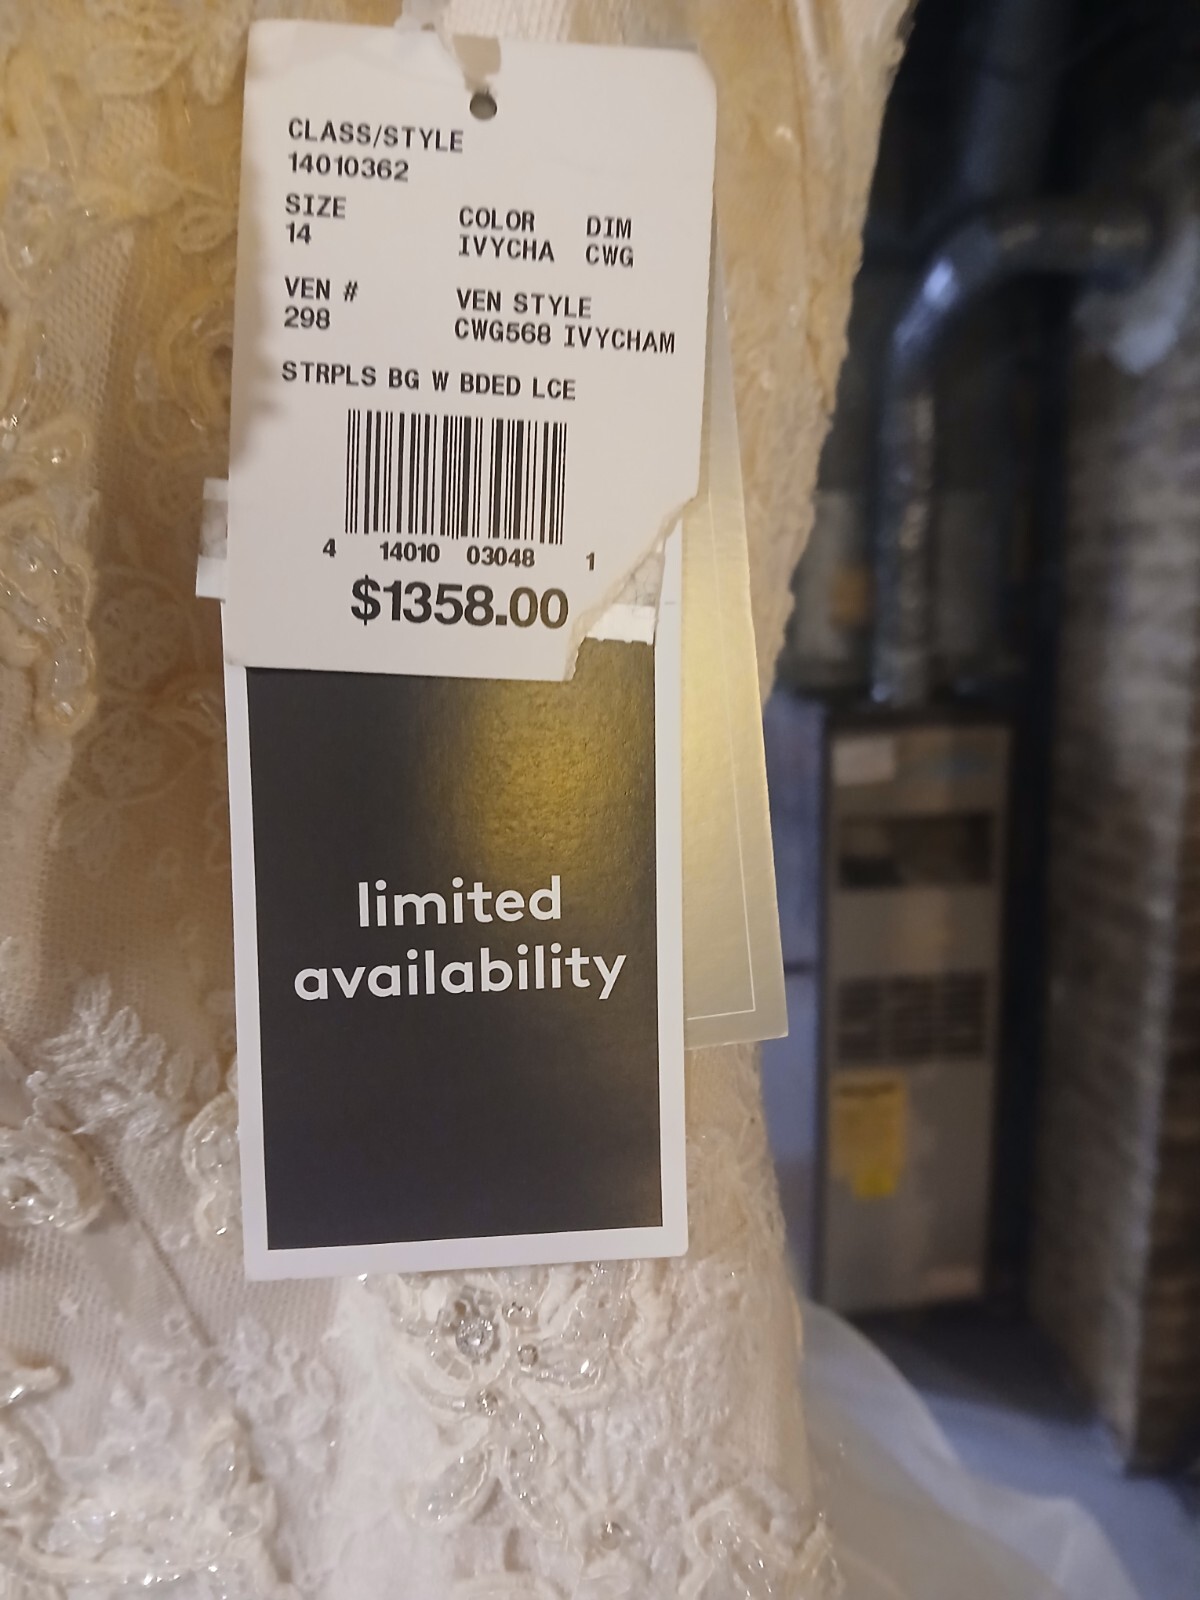 CLASS/STYLE
14010362
SIZE COLOR DIM
14 IVYCHA CWG
VEN # VEN STYLE
298 CWG568 IVYCHAM
STRPLS BG W BDED LCE
4 14010 03048 1
$1358.00
limited
availability